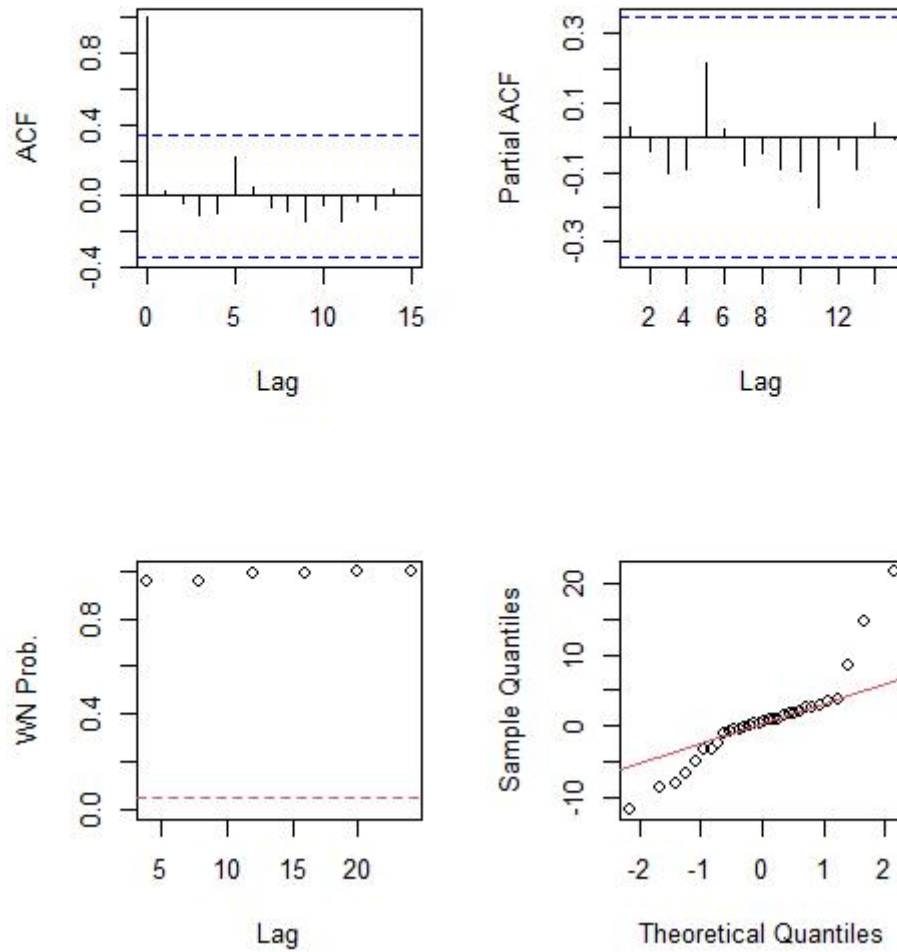 ACF
0.8
0.4
0.0
-0.4
0 5 10 15
Lag
Partial ACF
0.3
0.1
-0.1
-0.3
2 4 6 8 12
Lag
WN Prob.
0.8
0.4
0.0
5 10 15 20
Lag
Sample Quantiles
20
10
0
-10
-2 -1 0 1 2
Theoretical Quantiles